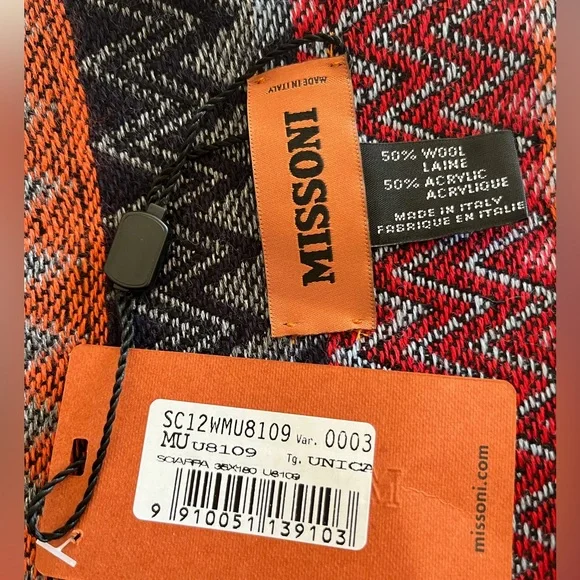 MADE IN ITALY
MISSONI
50% WOOL
LAINE
50% ACRYLIC
ACRYLIQUE
MADE IN ITALY
FABRIQUE EN ITALIE
SC12WMU8109 Var. 0003
MU U8109 Tg. UNICA
SCIARPA 35X180 U8109
9 910051 139103
missoni.com